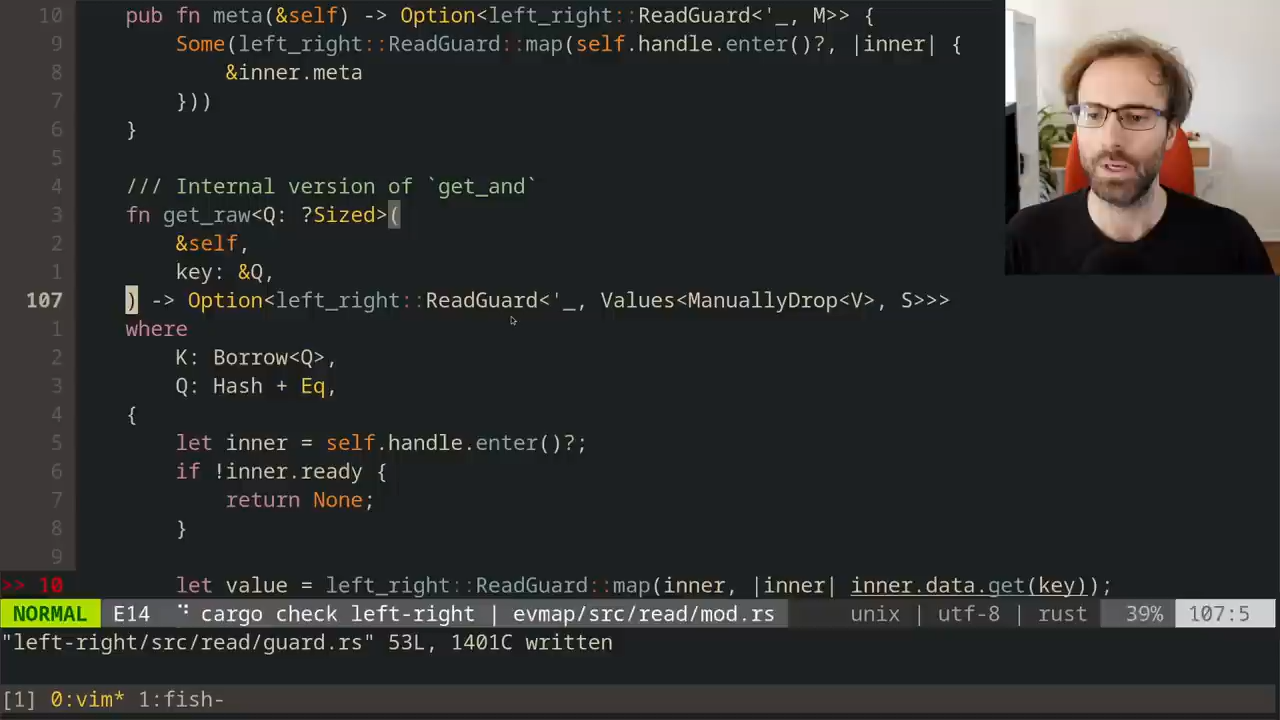 10 pub fn meta(&self) -> Option<left_right::ReadGuard<'_, M>> {
9 Some(left_right::ReadGuard::map(self.handle.enter()?, |inner| {
8 &inner.meta
7 }))
6 }
5
4 /// Internal version of `get_and`
3 fn get_raw<Q: ?Sized>(
2 &self,
1 key: &Q,
107 ) -> Option<left_right::ReadGuard<'_, Values<ManuallyDrop<V>, S>>>
1 where
2 K: Borrow<Q>,
3 Q: Hash + Eq,
4 {
5 let inner = self.handle.enter()?;
6 if !inner.ready {
7 return None;
8 }
9
>> 10 let value = left_right::ReadGuard::map(inner, |inner| inner.data.get(key));
NORMAL E14 ⠙ cargo check left-right | evmap/src/read/mod.rs unix | utf-8 | rust 39% 107:5
"left-right/src/read/guard.rs" 53L, 1401C written
[1] 0:vim* 1:fish-